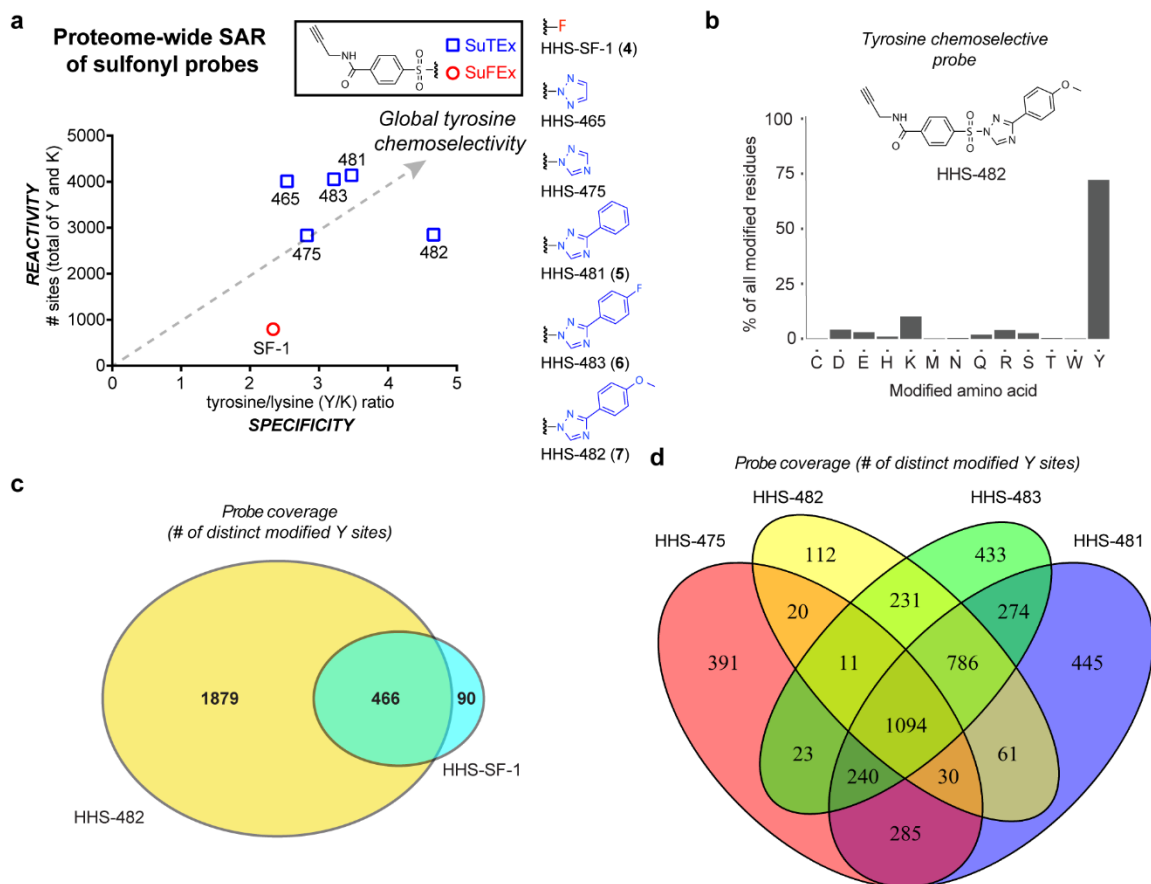 a
Proteome-wide SAR
of sulfonyl probes
NH
O
O
S
O
SuTEx
SuFEx
Global tyrosine
chemoselectivity
REACTIVITY
# sites (total of Y and K)
5000
4000
3000
2000
1000
0
465
483
481
475
482
SF-1
0 1 2 3 4 5
tyrosine/lysine (Y/K) ratio
SPECIFICITY
F
HHS-SF-1 (4)
N
N
N
HHS-465
N
N
N
HHS-475
N
N
N
HHS-481 (5)
F
N
N
N
HHS-483 (6)
O
N
N
N
HHS-482 (7)
b
Tyrosine chemoselective
probe
NH
O
O
S
O
N
N
N
O
HHS-482
% of all modified residues
100
75
50
25
0
C D E H K M N Q R S T W Y
Modified amino acid
c
Probe coverage
(# of distinct modified Y sites)
1879 466 90
HHS-SF-1
HHS-482
d
Probe coverage (# of distinct modified Y sites)
HHS-482 HHS-483
HHS-475 HHS-481
112 433
20 231 274
391 11 786 445
1094
23 61
240 30
285